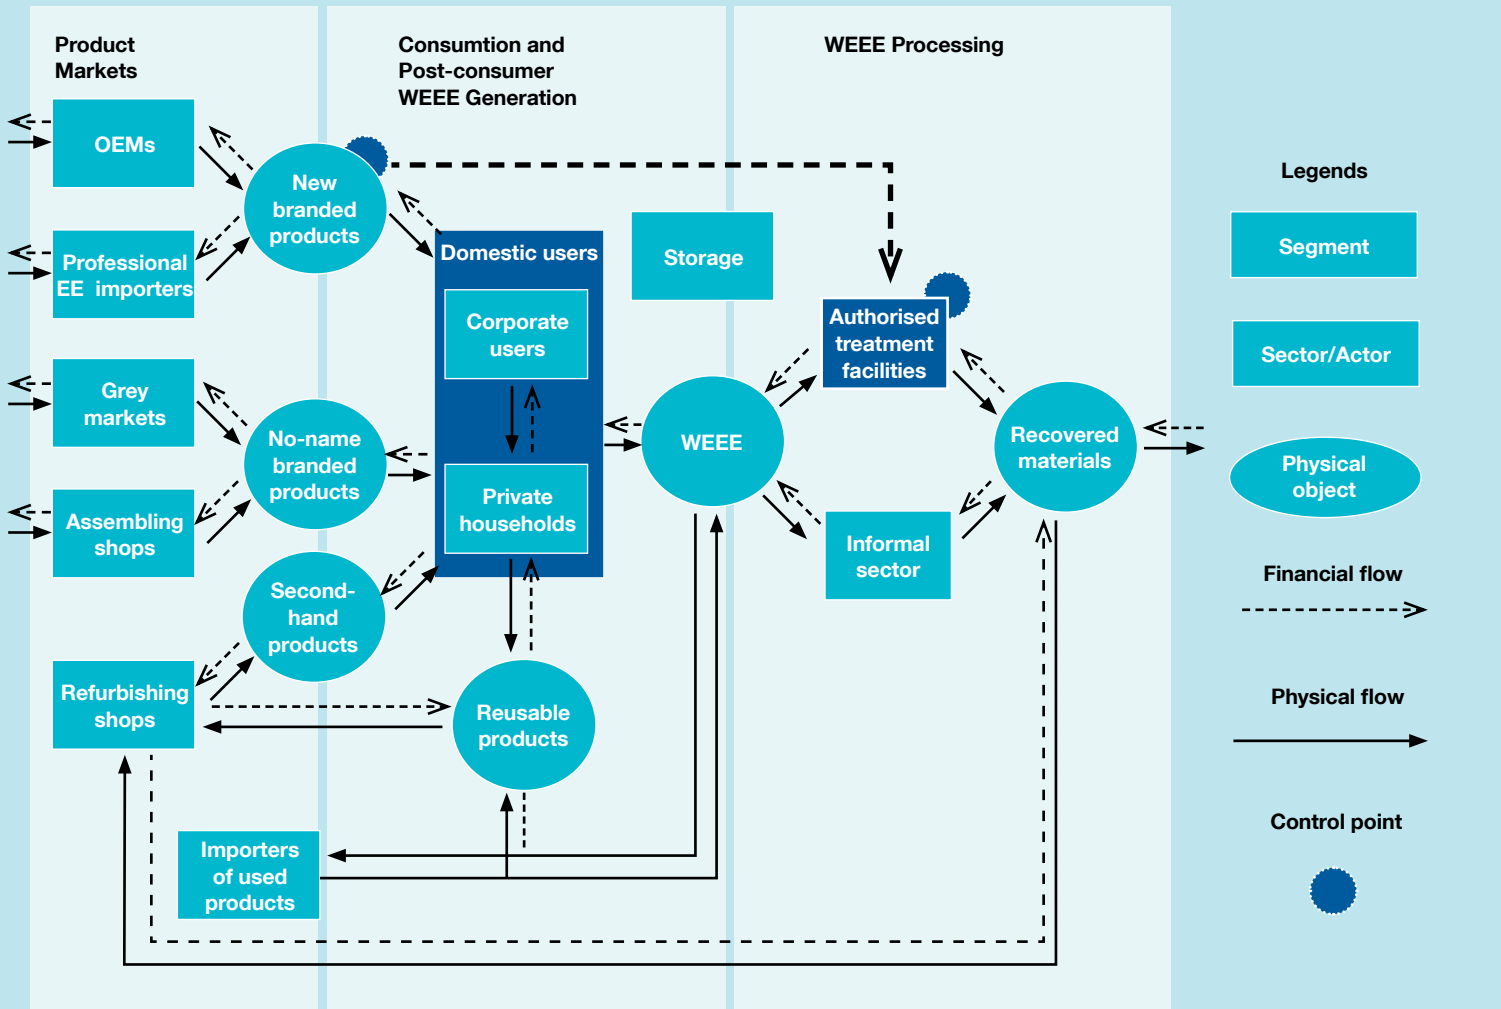 Product
Markets
Consumtion and
Post-consumer
WEEE Generation
WEEE Processing
OEMs
Professional
EE importers
Grey
markets
Assembling
shops
Refurbishing
shops
New
branded
products
No-name
branded
products
Second-
hand
products
Importers
of used
products
Domestic users
Corporate
users
Private
households
Reusable
products
Storage
WEEE
Authorised
treatment
facilities
Informal
sector
Recovered
materials
Legends
Segment
Sector/Actor
Physical
object
Financial flow
Physical flow
Control point